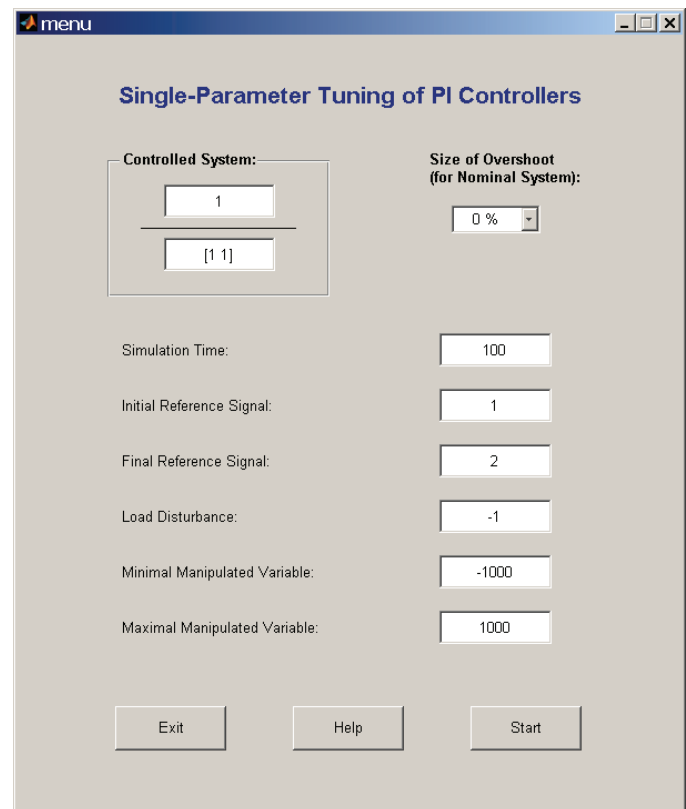 menu
Single-Parameter Tuning of PI Controllers
Controlled System:
1
[1 1]
Size of Overshoot
(for Nominal System):
0 %
Simulation Time:
100
Initial Reference Signal:
1
Final Reference Signal:
2
Load Disturbance:
-1
Minimal Manipulated Variable:
-1000
Maximal Manipulated Variable:
1000
Exit
Help
Start